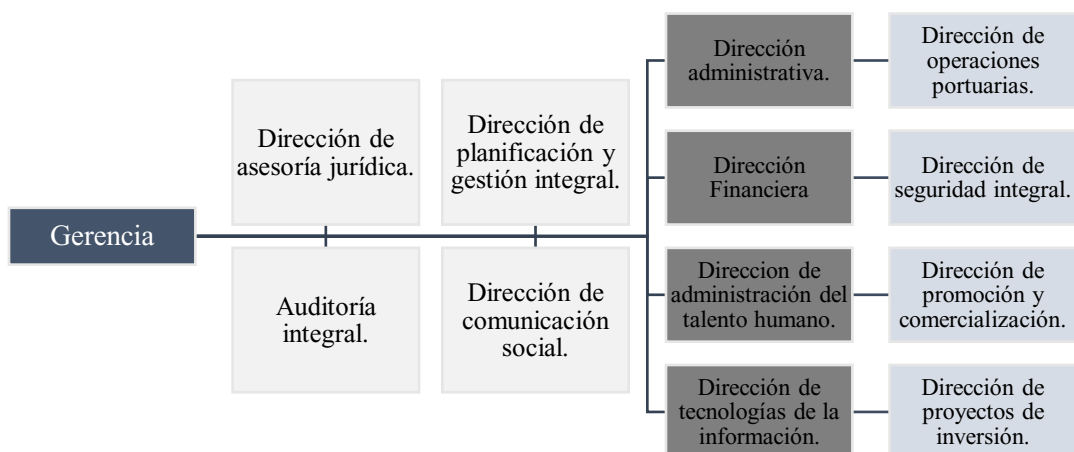 Gerencia
Dirección de
asesoría jurídica.
Auditoría
integral.
Dirección de
planificación y
gestión integral.
Dirección de
comunicación
social.
Dirección
administrativa.
Dirección de
operaciones
portuarias.
Dirección
Financiera
Dirección de
seguridad integral.
Direccion de
administración del
talento humano.
Dirección de
promoción y
comercialización.
Dirección de
tecnologías de la
información.
Dirección de
proyectos de
inversión.